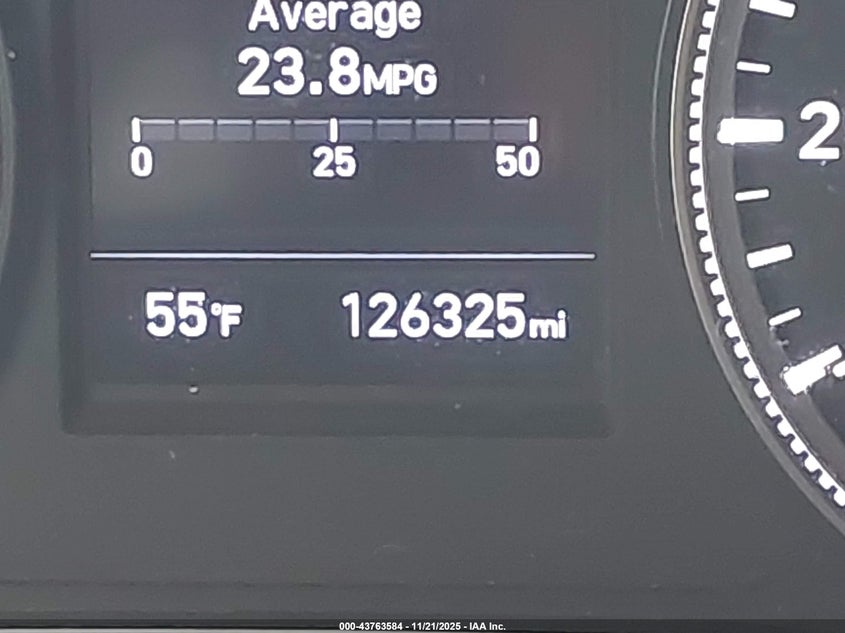 Average
23.8MPG
0 25 50
2
55°F 126325mi
000-43763584 - 11/21/2025 - IAA Inc.